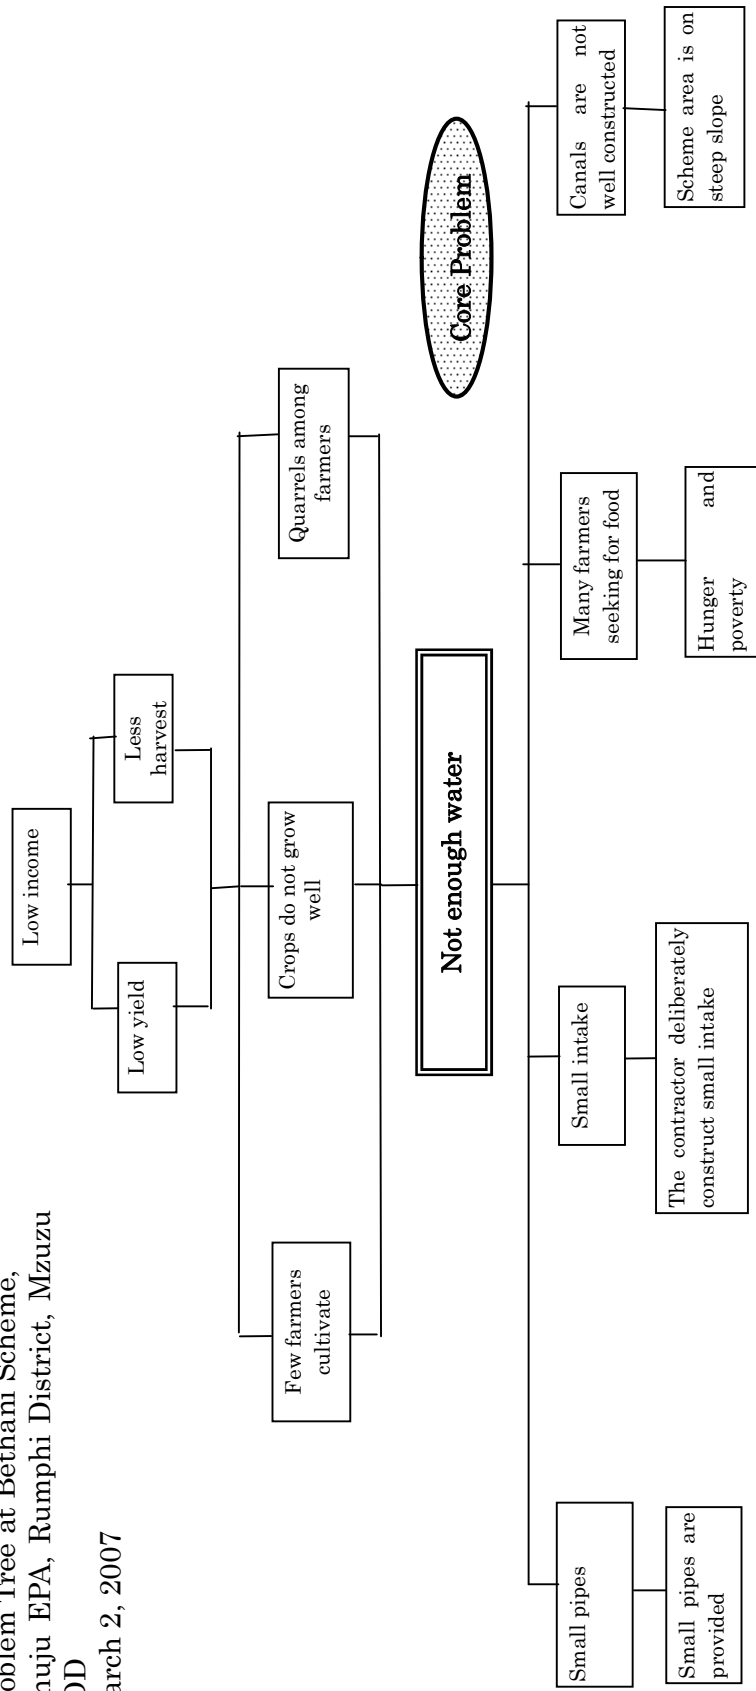 oblem Tree at Bethani Scheme,
huju EPA, Rumphi District, Mzuzu
DD
arch 2, 2007
Low income
Low yield
Less
harvest
Few farmers
cultivate
Crops do not grow
well
Quarrels among
farmers
Not enough water
Core Problem
Small pipes
Small intake
Many farmers
seeking for food
Canals are not
well constructed
Small pipes are
provided
The contractor deliberately
construct small intake
Hunger and
poverty
Scheme area is on
steep slope